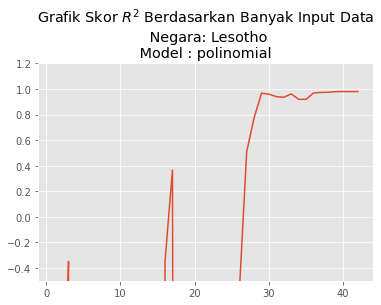 Grafik Skor $R^2$ Berdasarkan Banyak Input Data
Negara: Lesotho
Model : polinomial
1.2
1.0
0.8
0.6
0.4
0.2
0.0
−0.2
−0.4
0 10 20 30 40